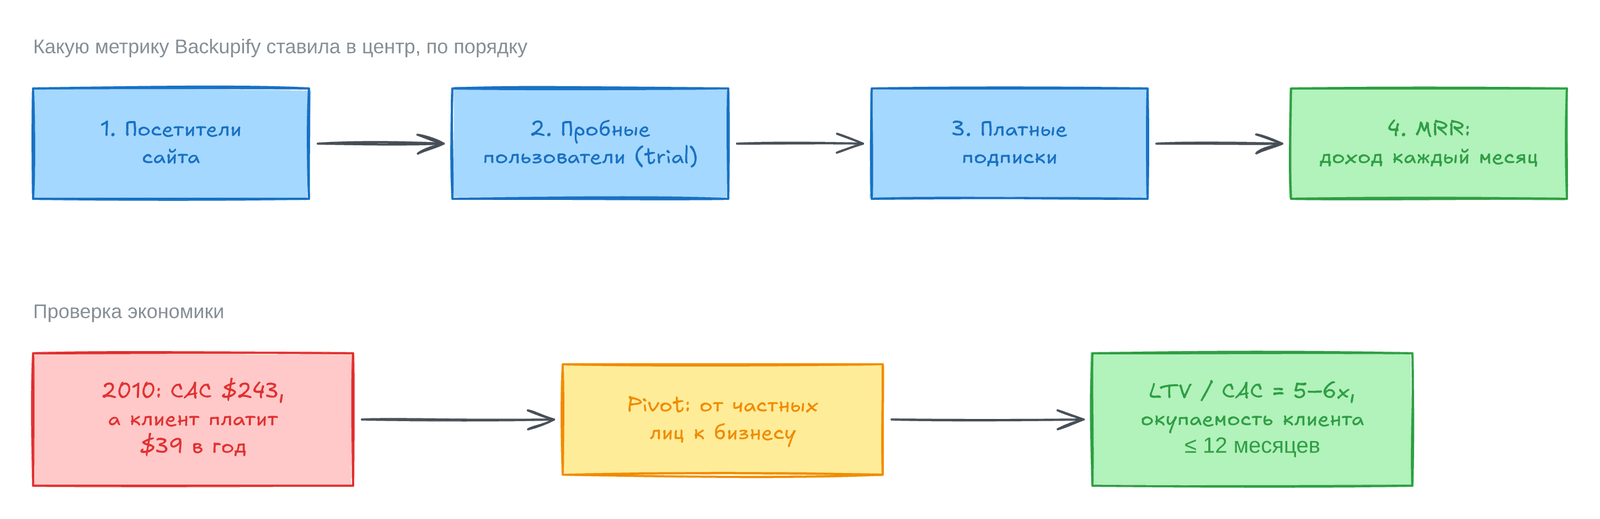 Какую метрику Backupify ставила в центр, по порядку
1. Посетители
сайта
2. Пробные
пользователи (trial)
3. Платные
подписки
4. MRR:
доход каждый месяц
Проверка экономики
2010: CAC $243,
а клиент платит
$39 в год
Pivot: от частных
лиц к бизнесу
LTV / CAC = 5–6x,
окупаемость клиента
≤ 12 месяцев